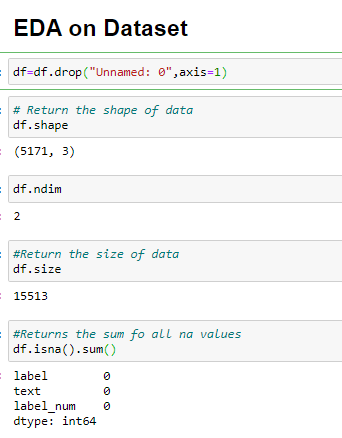 EDA on Dataset
df=df.drop("Unnamed: 0",axis=1)
# Return the shape of data
df.shape
(5171, 3)
df.ndim
2
#Return the size of data
df.size
15513
#Returns the sum fo all na values
df.isna().sum()
label 0
text 0
label_num 0
dtype: int64